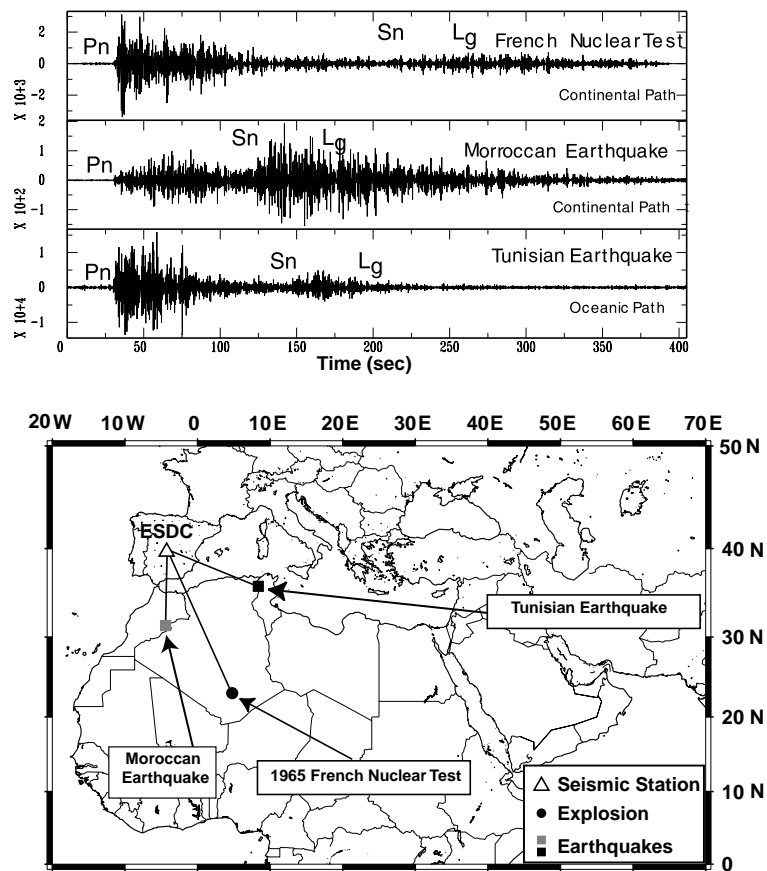 Pn
Sn
Lg
French Nuclear Test
Continental Path
2
0
-2
X 10+3
Pn
Sn
Lg
Morroccan Earthquake
Continental Path
2
1
0
-1
X 10+2
Pn
Sn
Lg
Tunisian Earthquake
Oceanic Path
1
0
-1
X 10+4
0 50 100 150 200 250 300 350 400
Time (sec)
20 W 10 W 0 10 E 20 E 30 E 40 E 50 E 60 E 70 E
50 N
40 N
30 N
20 N
10 N
0
ESDC
Tunisian Earthquake
Moroccan
Earthquake
1965 French Nuclear Test
Seismic Station
Explosion
Earthquakes